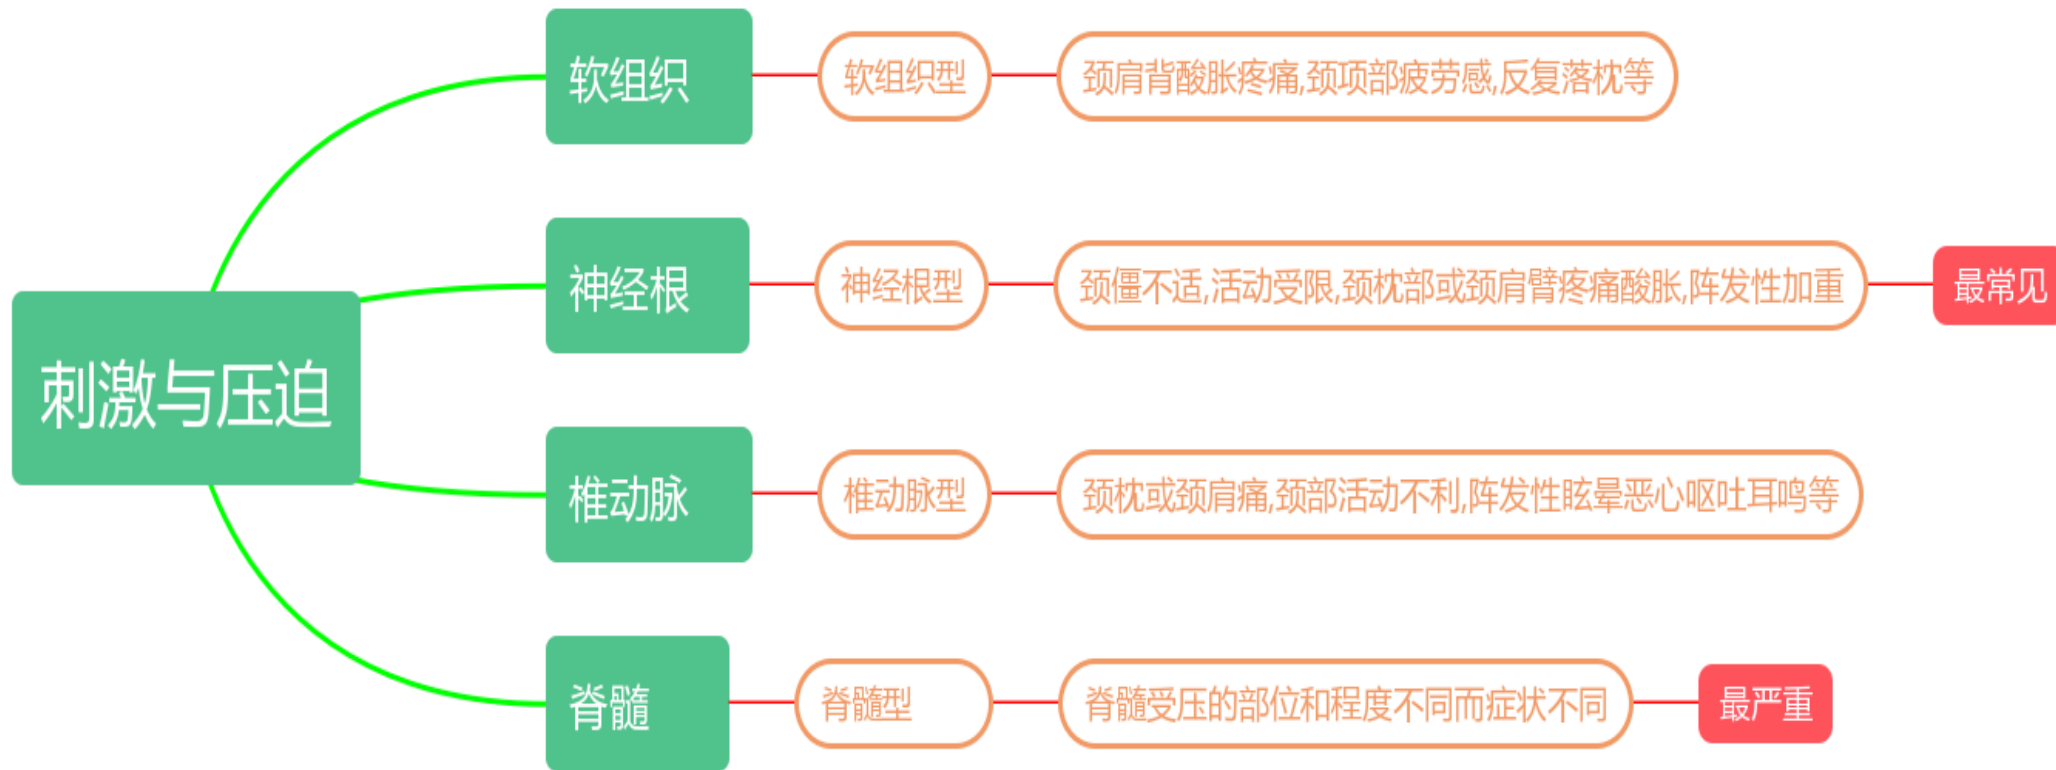 软组织
软组织型
颈肩背酸胀疼痛,颈项部疲劳感,反复落枕等
神经根
神经根型
颈僵不适,活动受限,颈枕部或颈肩臂疼痛酸胀,阵发性加重
最常见
刺激与压迫
椎动脉
椎动脉型
颈枕或颈肩痛,颈部活动不利,阵发性眩晕恶心呕吐耳鸣等
脊髓
脊髓型
脊髓受压的部位和程度不同而症状不同
最严重